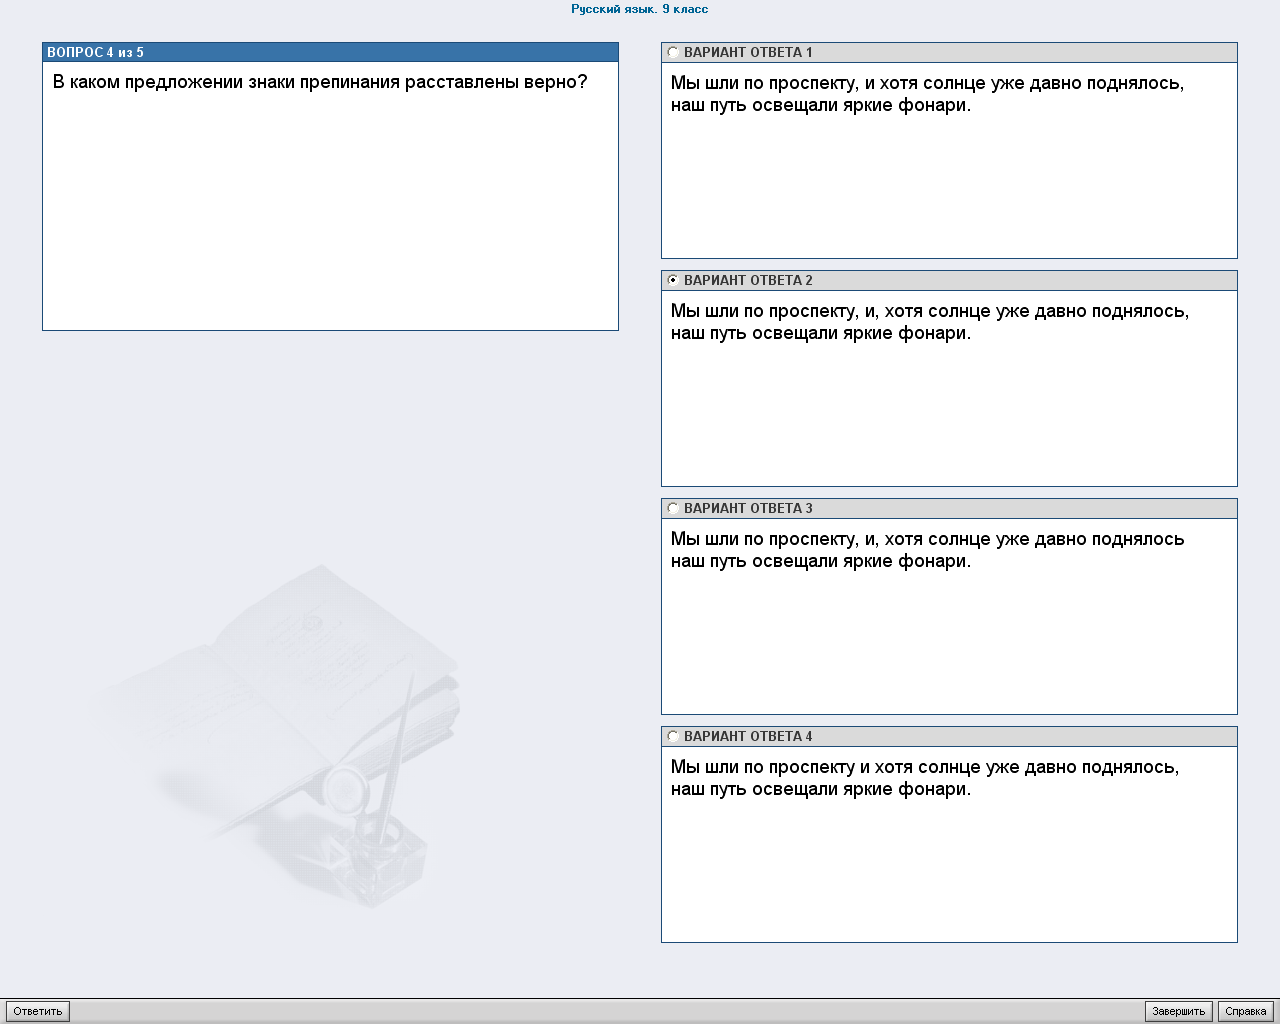 Русский язык. 9 класс
ВОПРОС 4 из 5
В каком предложении знаки препинания расставлены верно?
ВАРИАНТ ОТВЕТА 1
Мы шли по проспекту, и хотя солнце уже давно поднялось,
наш путь освещали яркие фонари.
ВАРИАНТ ОТВЕТА 2
Мы шли по проспекту, и, хотя солнце уже давно поднялось,
наш путь освещали яркие фонари.
ВАРИАНТ ОТВЕТА 3
Мы шли по проспекту, и, хотя солнце уже давно поднялось
наш путь освещали яркие фонари.
ВАРИАНТ ОТВЕТА 4
Мы шли по проспекту и хотя солнце уже давно поднялось,
наш путь освещали яркие фонари.
Ответить
Завершить
Справка